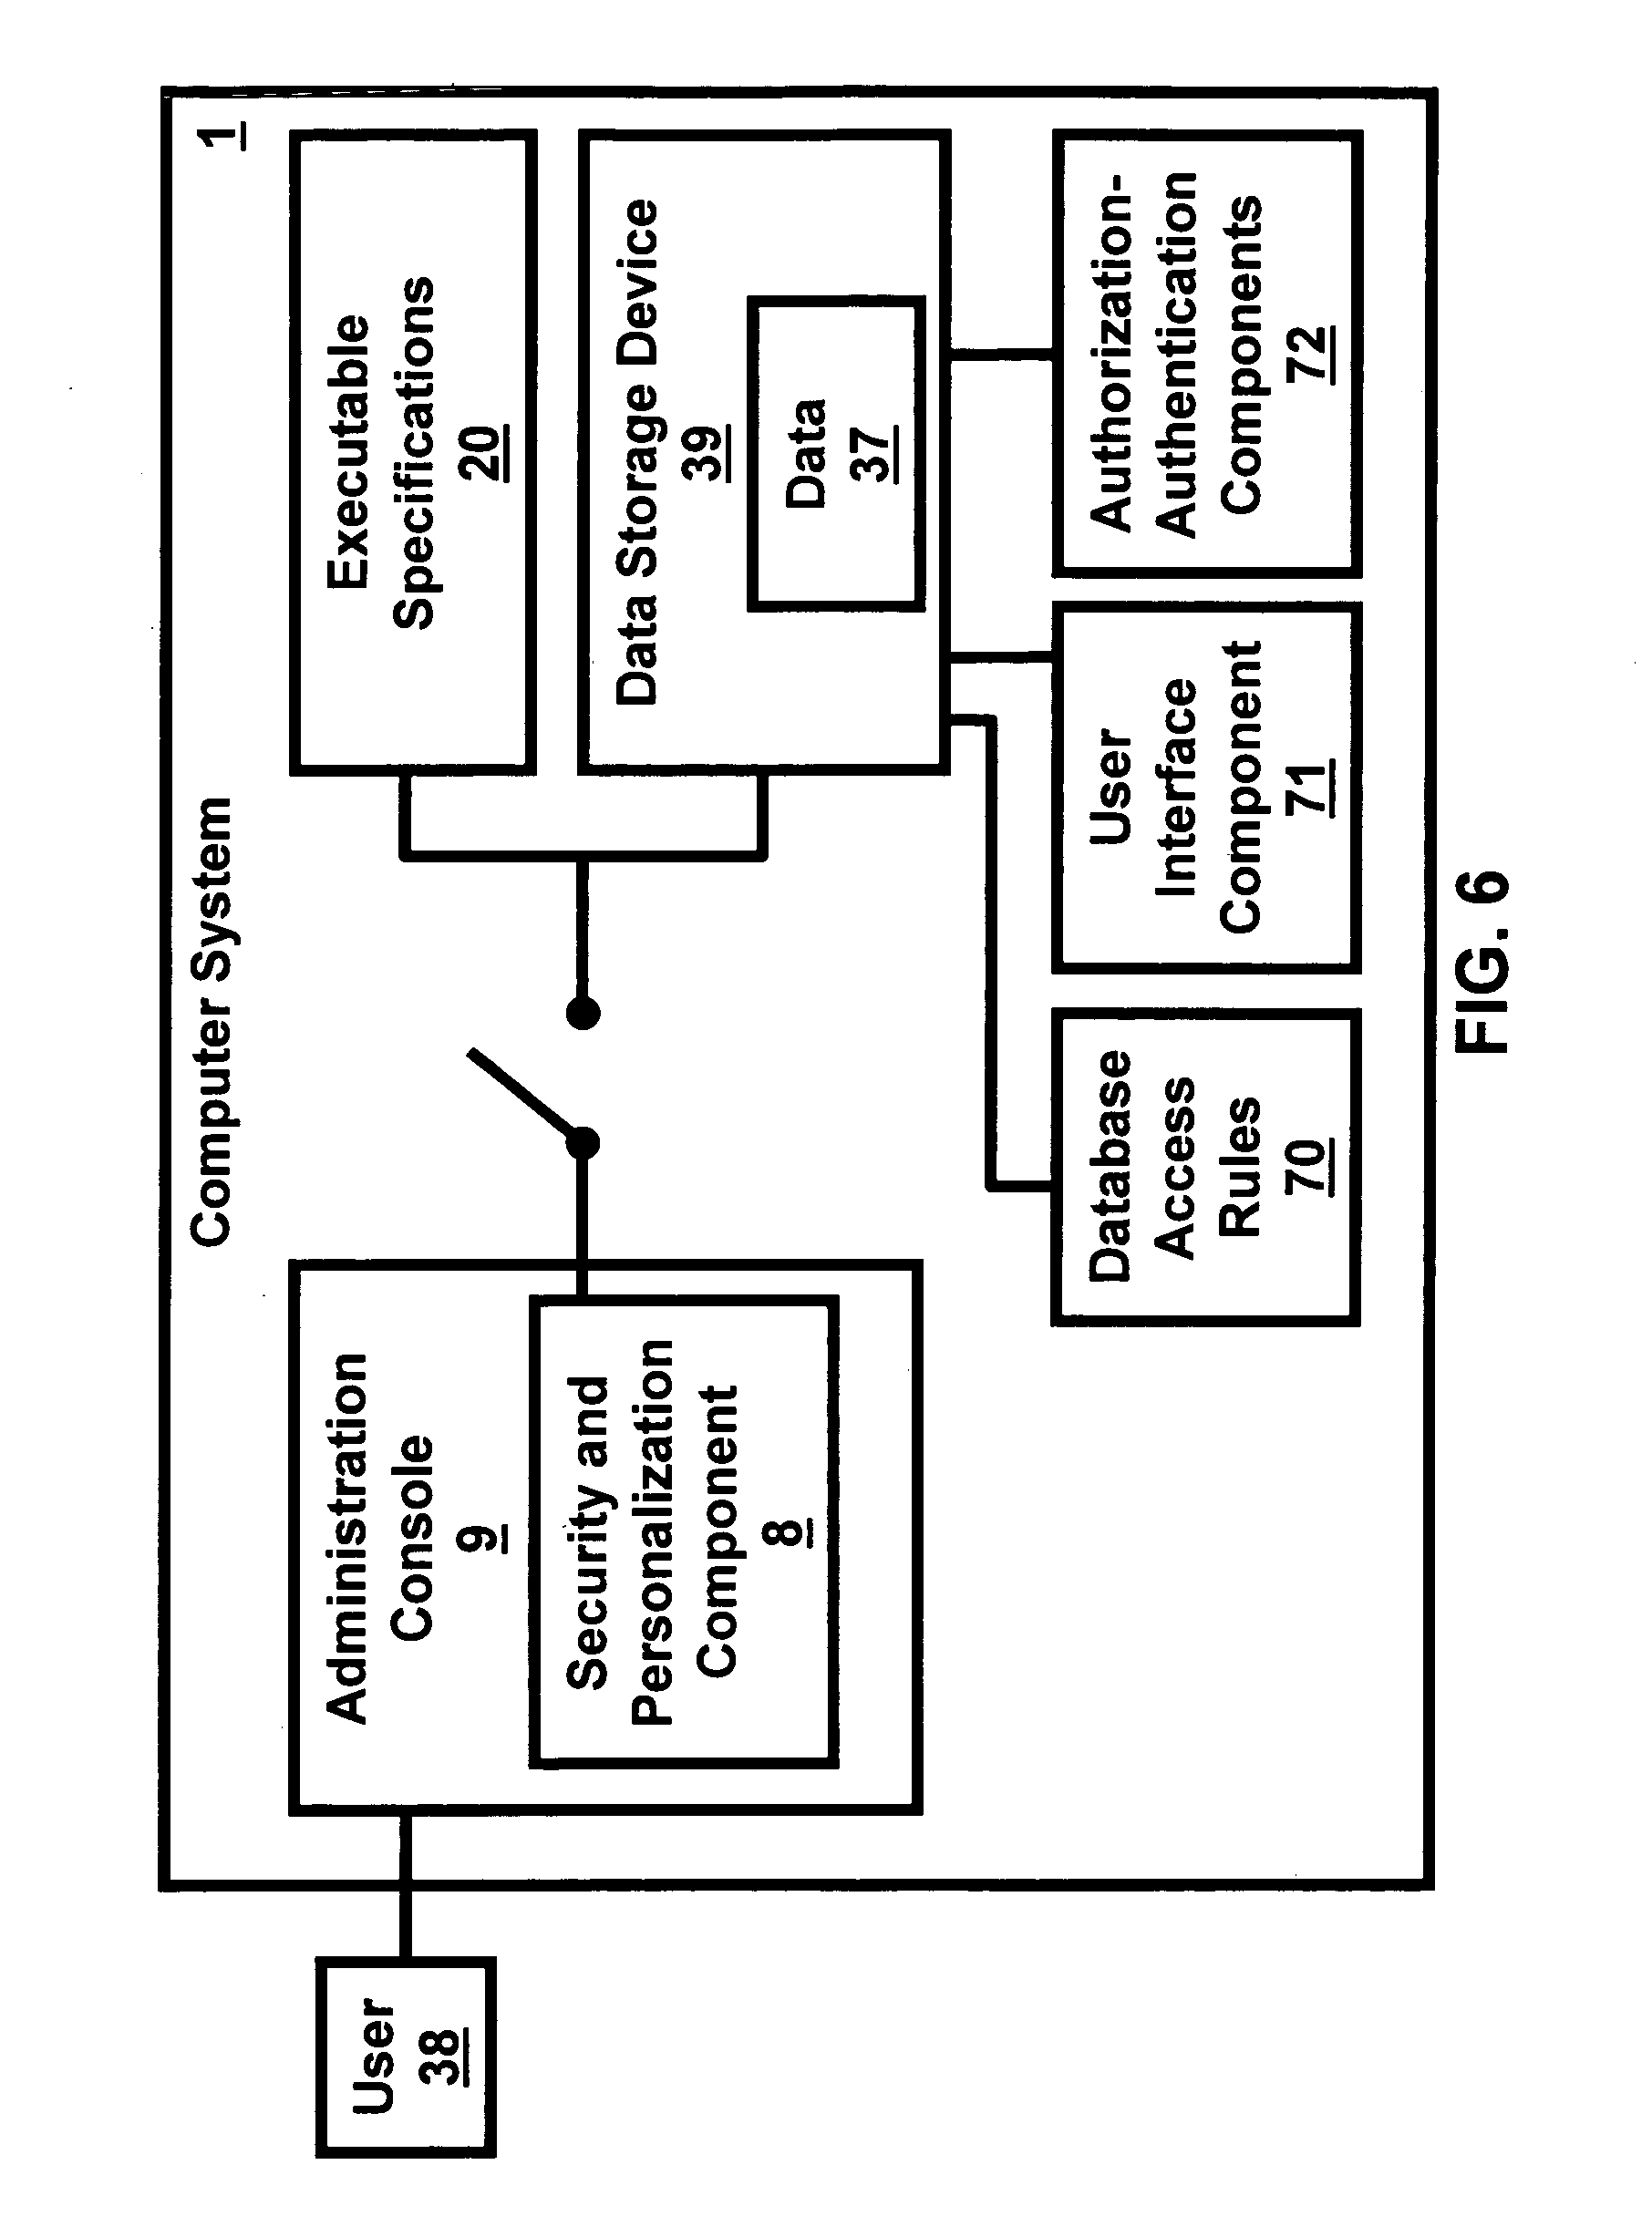 Computer System
1
User
38
Administration
Console
9
Security and
Personalization
Component
8
Executable
Specifications
20
Data Storage Device
39
Data
37
Database
Access
Rules
70
User
Interface
Component
71
Authorization-
Authentication
Components
72
FIG. 6